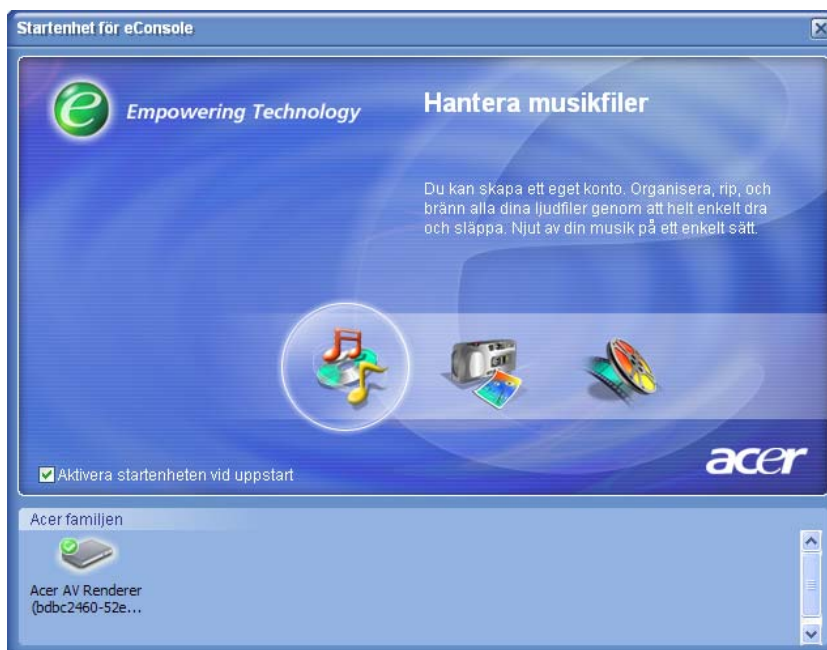 Startenhet för eConsole
e Empowering Technology
Hantera musikfiler
Du kan skapa ett eget konto. Organisera, rip, och
bränn alla dina ljudfiler genom att helt enkelt dra
och släppa. Njut av din musik på ett enkelt sätt.
Aktivera startenheten vid uppstart
acer
Acer familjen
Acer AV Renderer
(bdbc2460-52e...